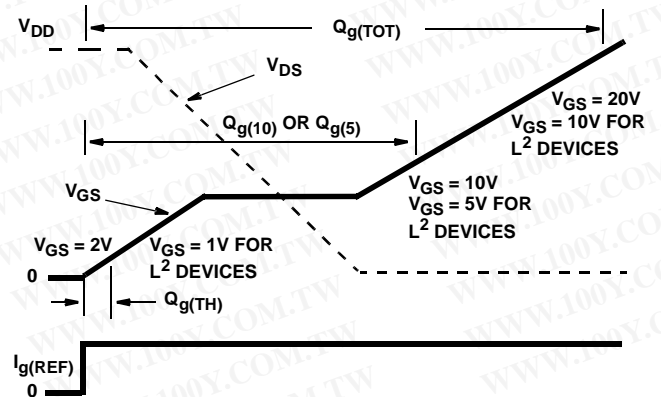 V_DD
Q_g(TOT)
V_DS
V_GS = 20V
V_GS = 10V FOR
L² DEVICES
Q_g(10) OR Q_g(5)
V_GS
V_GS = 10V
V_GS = 5V FOR
L² DEVICES
V_GS = 2V
V_GS = 1V FOR
L² DEVICES
0
Q_g(TH)
I_g(REF)
0
WWW.100Y.COM.TW